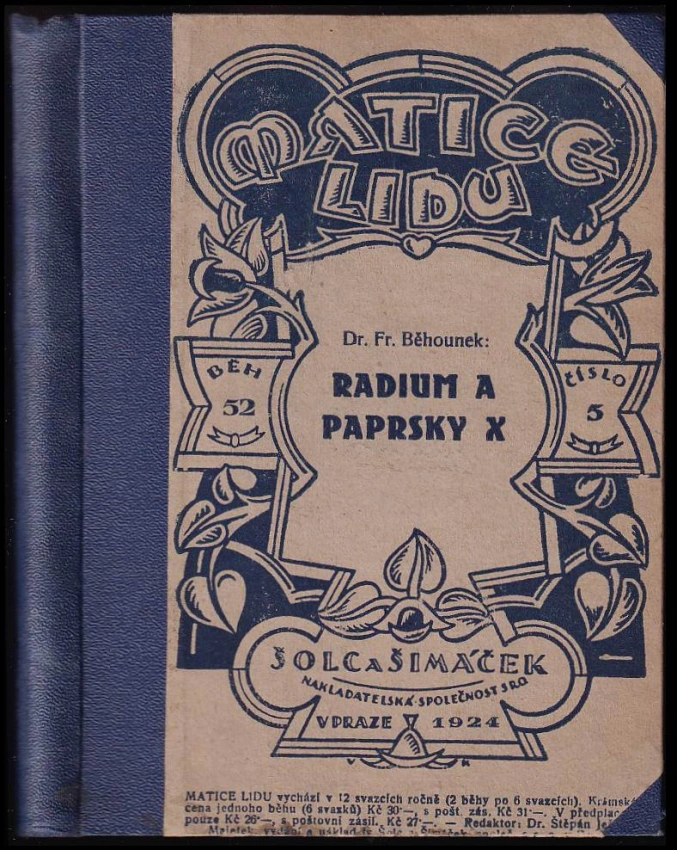 MATICE
LIDU
Dr. Fr. Běhounek:
RADIUM A
PAPRSKY X
BĚH
52
ČÍSLO
5
ŠOLC A ŠIMÁČEK
NAKLADATELSKÁ SPOLEČNOST S R.O.
V PRAZE 1924
V K
MATICE LIDU vychází v 12 svazcích ročně (2 běhy po 6 svazcích). Krámská
cena jednoho běhu (6 svazků) Kč 30·—, s pošt. zás. Kč 31·—. V předplac
pouze Kč 26·—, s poštovní zásil. Kč 27·—. — Redaktor: Dr. Štěpán Je